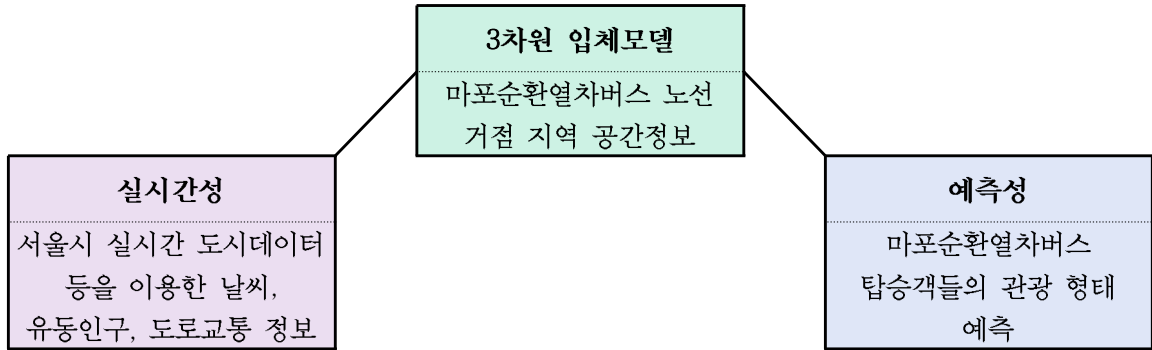 3차원 입체모델
마포순환열차버스 노선
거점 지역 공간정보
실시간성
서울시 실시간 도시데이터
등을 이용한 날씨,
유동인구, 도로교통 정보
예측성
마포순환열차버스
탑승객들의 관광 형태
예측